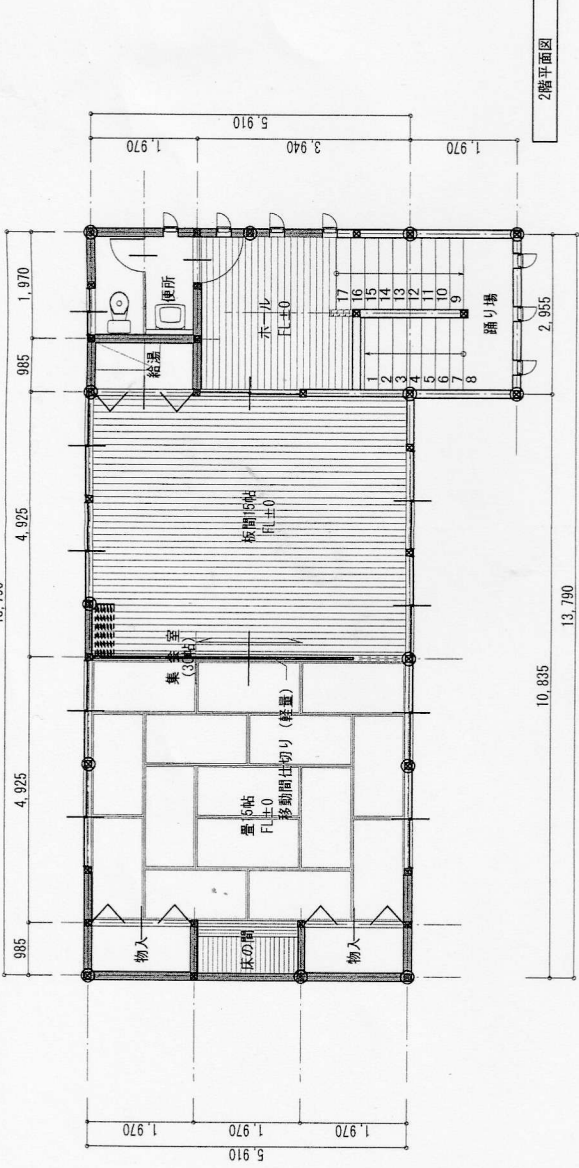 2階平面図
13,790
985
4,925
4,925
985
1,970
5.910
1,970
3,940
1,970
5.910
1,970
1,970
1,970
物入
床の間
物入
畳15帖
FL±0
移動間仕切り（軽量）
集会室
(30帖)
板間15帖
FL±0
給湯
便所
ホール
FL±0
踊り場
1
2
3
4
5
6
7
8
17
16
15
14
13
12
11
10
9
10,835
2,955
13,790